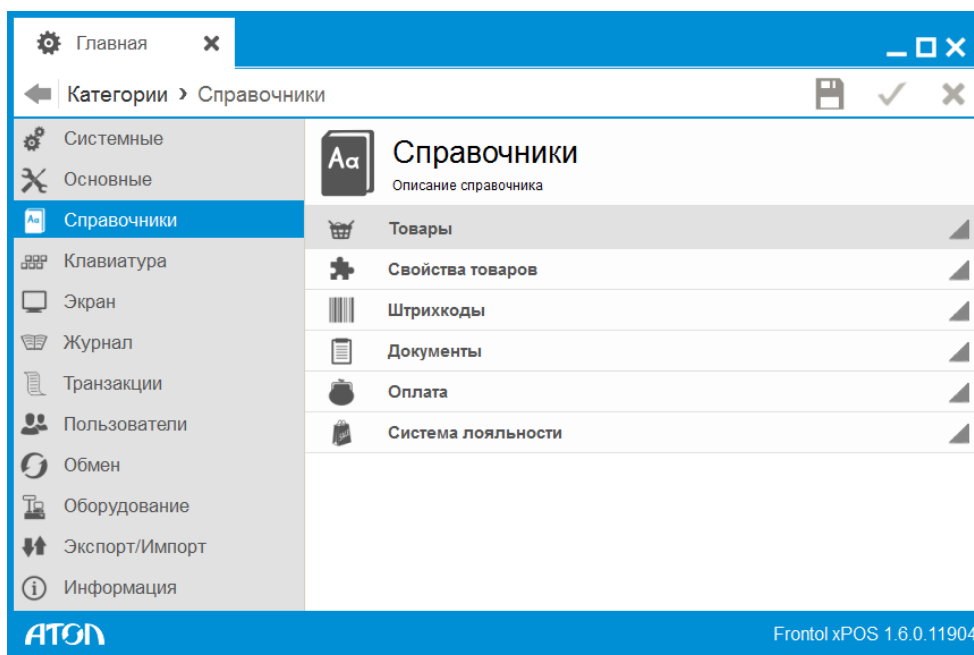 Главная
Категории › Справочники
Системные
Основные
Справочники
Клавиатура
Экран
Журнал
Транзакции
Пользователи
Обмен
Оборудование
Экспорт/Импорт
Информация
Aα
Справочники
Описание справочника
Товары
Свойства товаров
Штрихкоды
Документы
Оплата
Система лояльности
ATOL
Frontol xPOS 1.6.0.11904